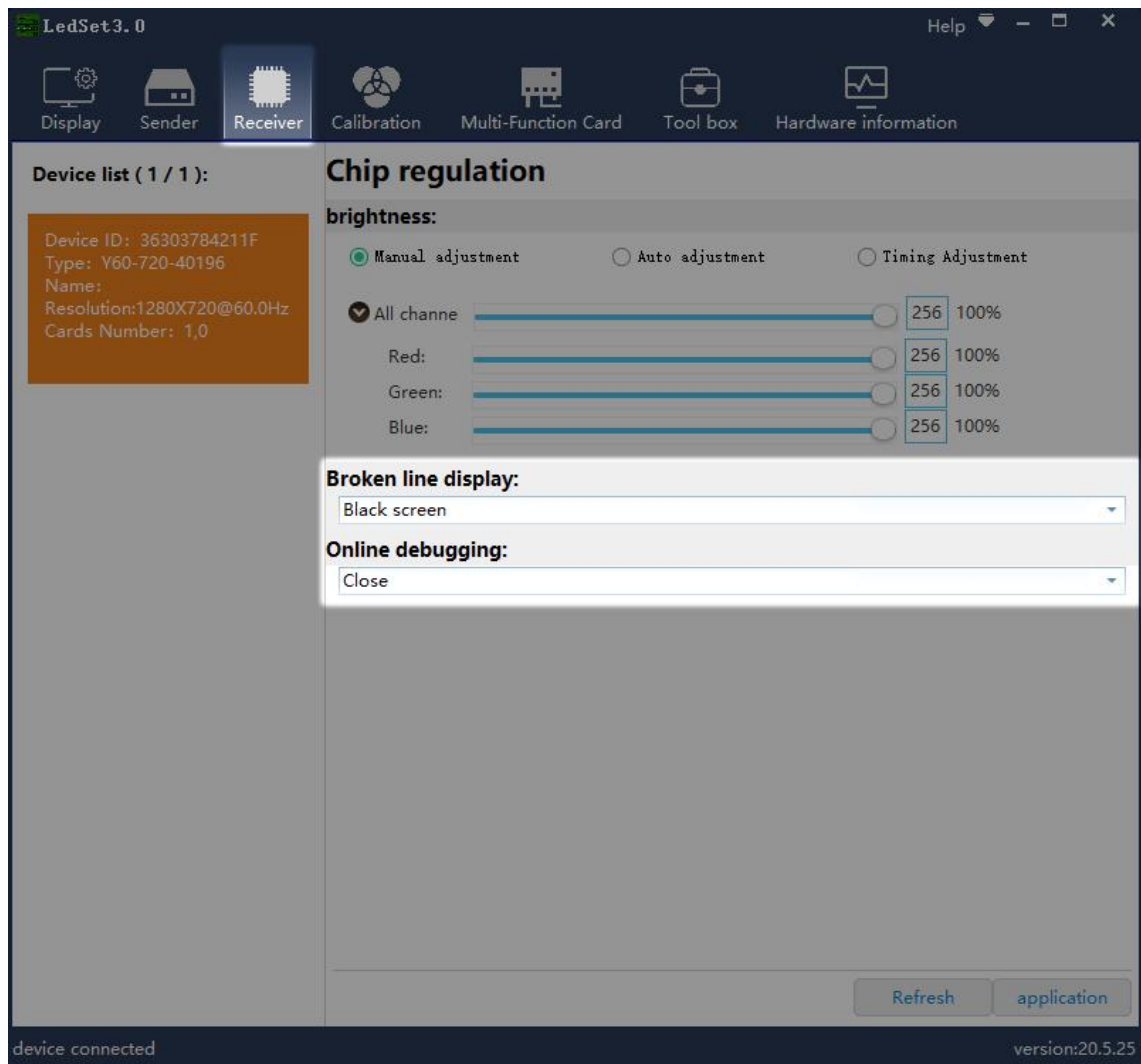 LedSet3.0
Help
Display Sender Receiver Calibration Multi-Function Card Tool box Hardware information
Device list ( 1 / 1 ):
Device ID: 36303784211F
Type: Y60-720-40196
Name:
Resolution:1280X720@60.0Hz
Cards Number: 1,0
Chip regulation
brightness:
Manual adjustment Auto adjustment Timing Adjustment
All channe 256 100%
Red: 256 100%
Green: 256 100%
Blue: 256 100%
Broken line display:
Black screen
Online debugging:
Close
Refresh application
device connected version:20.5.25